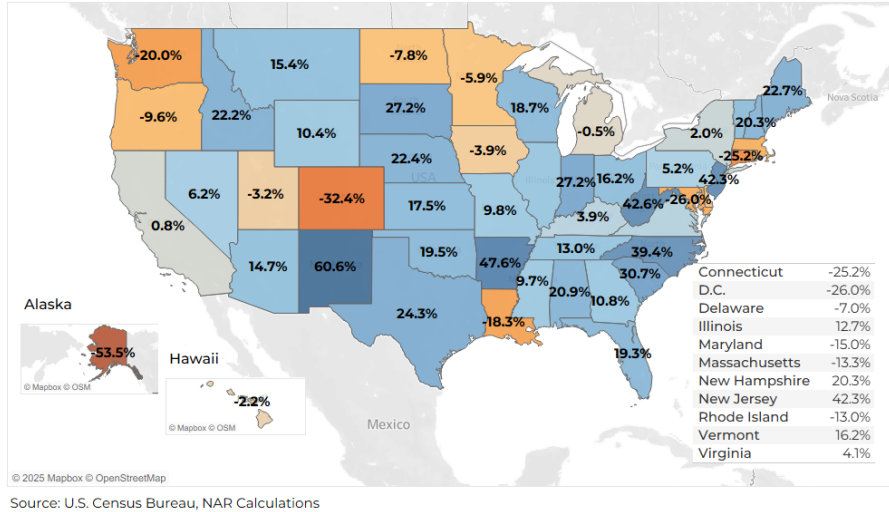 -20.0%
15.4%
-7.8%
-5.9%
22.7%
Nova Scotia
-9.6%
22.2%
27.2%
18.7%
20.3%
10.4%
-0.5%
2.0%
-3.9%
-25.2%
22.4%
USA
5.2%
42.3%
6.2%
-3.2%
-32.4%
27.2%
16.2%
17.5%
9.8%
42.6%
-26.0%
0.8%
3.9%
14.7%
60.6%
19.5%
47.6%
13.0%
39.4%
9.7%
20.9%
10.8%
30.7%
24.3%
-18.3%
19.3%
Alaska
-53.5%
© Mapbox © OSM
Hawaii
-2.2%
© Mapbox © OSM
Mexico
Connecticut -25.2%
D.C. -26.0%
Delaware -7.0%
Illinois 12.7%
Maryland -15.0%
Massachusetts -13.3%
New Hampshire 20.3%
New Jersey 42.3%
Rhode Island -13.0%
Vermont 16.2%
Virginia 4.1%
© 2025 Mapbox © OpenStreetMap
Source: U.S. Census Bureau, NAR Calculations